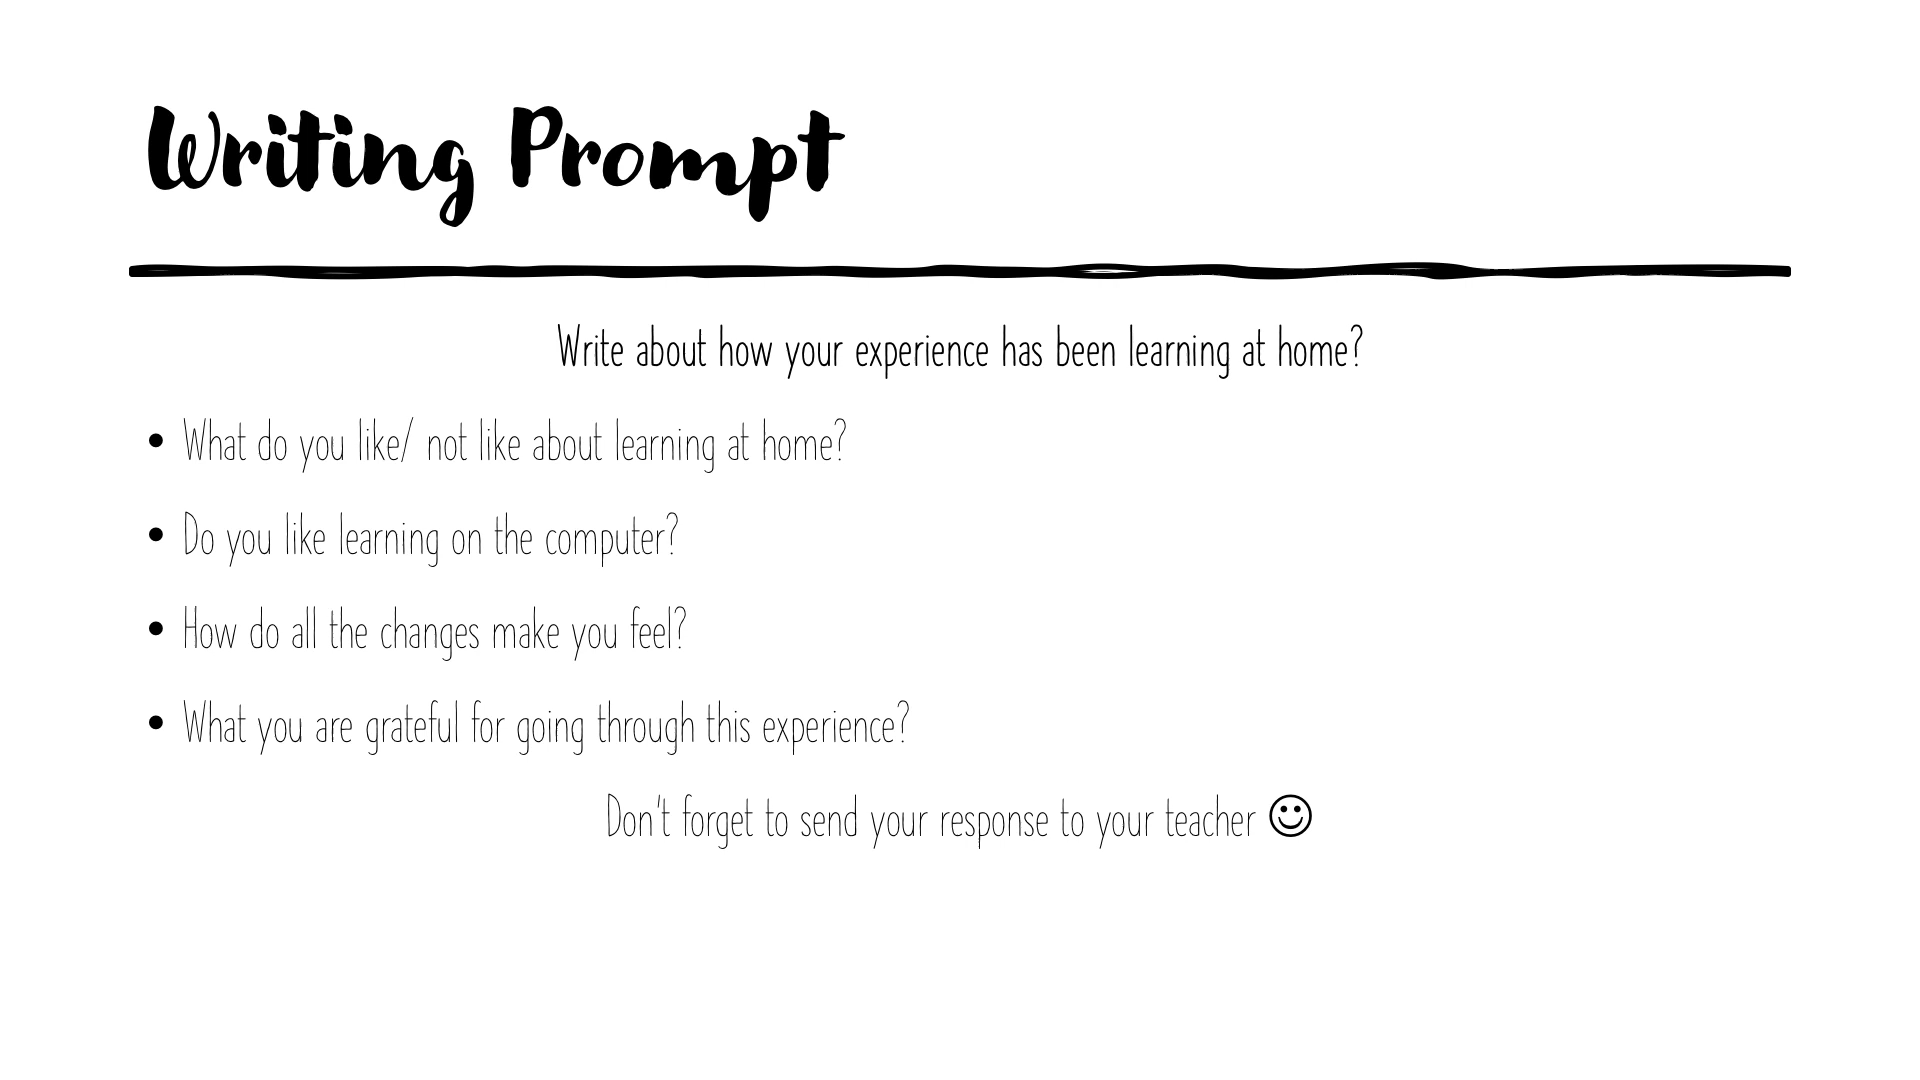 Writing Prompt
Write about how your experience has been learning at home?
• What do you like/ not like about learning at home?
• Do you like learning on the computer?
• How do all the changes make you feel?
• What you are grateful for going through this experience?
Don't forget to send your response to your teacher ☺